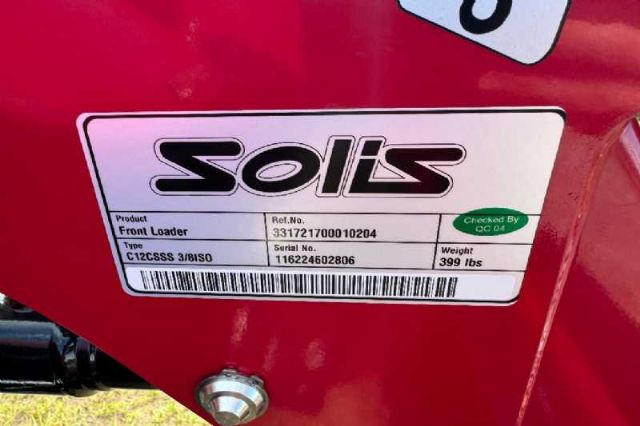 Solis
Product
Front Loader
Ref.No.
331721700010204
Checked By
QC 04
Type
C12CSSS 3/8ISO
Serial No.
116224602806
Weight
399 lbs